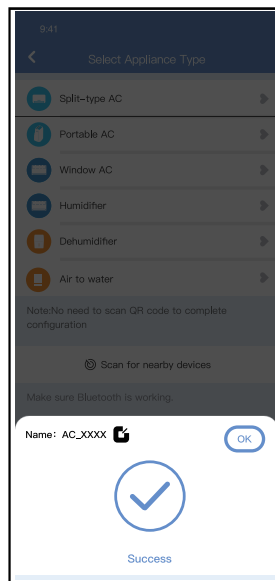 9:41
Select Appliance Type
Split-type AC
Portable AC
Window AC
Humidifier
Dehumidifier
Air to water
Note:No need to scan QR code to complete
configuration
Scan for nearby devices
Make sure Bluetooth is working.
Name: AC_XXXX
OK
Success